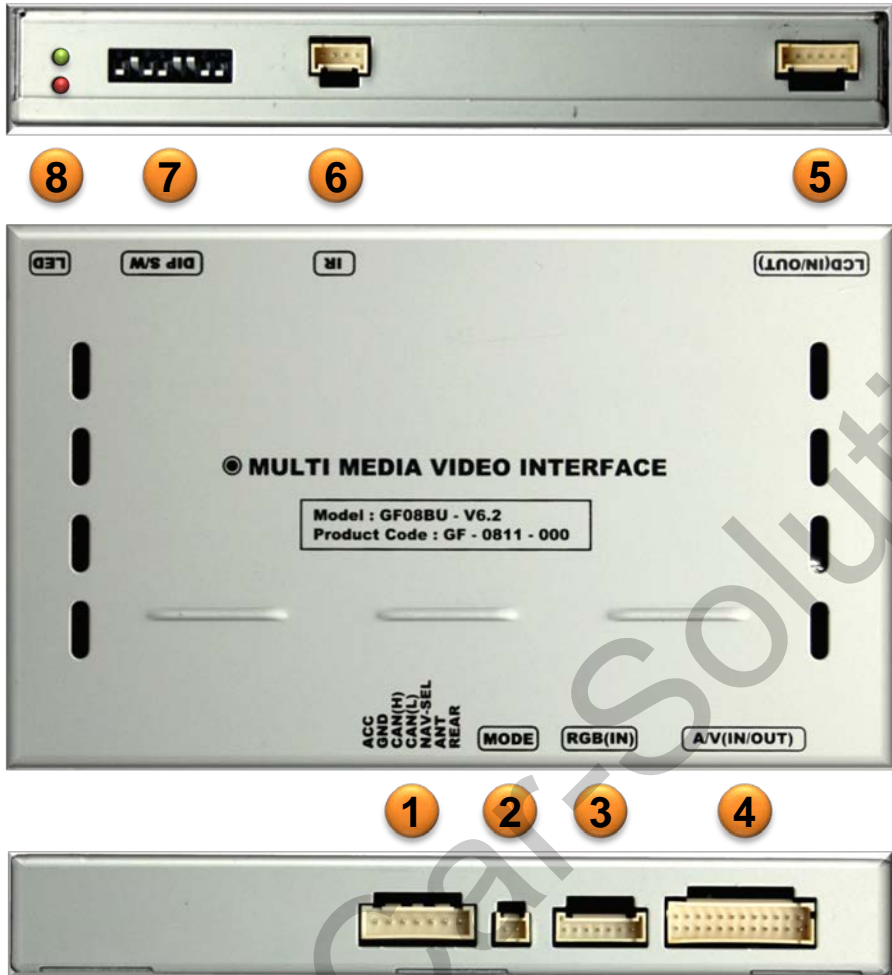 8 7 6 5
LED DIP S/W IR LCD(IN/OUT)
MULTI MEDIA VIDEO INTERFACE
Model : GF08BU - V6.2
Product Code : GF - 0811 - 000
ACC
GND
CAN(H)
CAN(L)
NAV-SEL
ANT
REAR
MODE RGB(IN) A/V(IN/OUT)
1 2 3 4
Car-Soluti